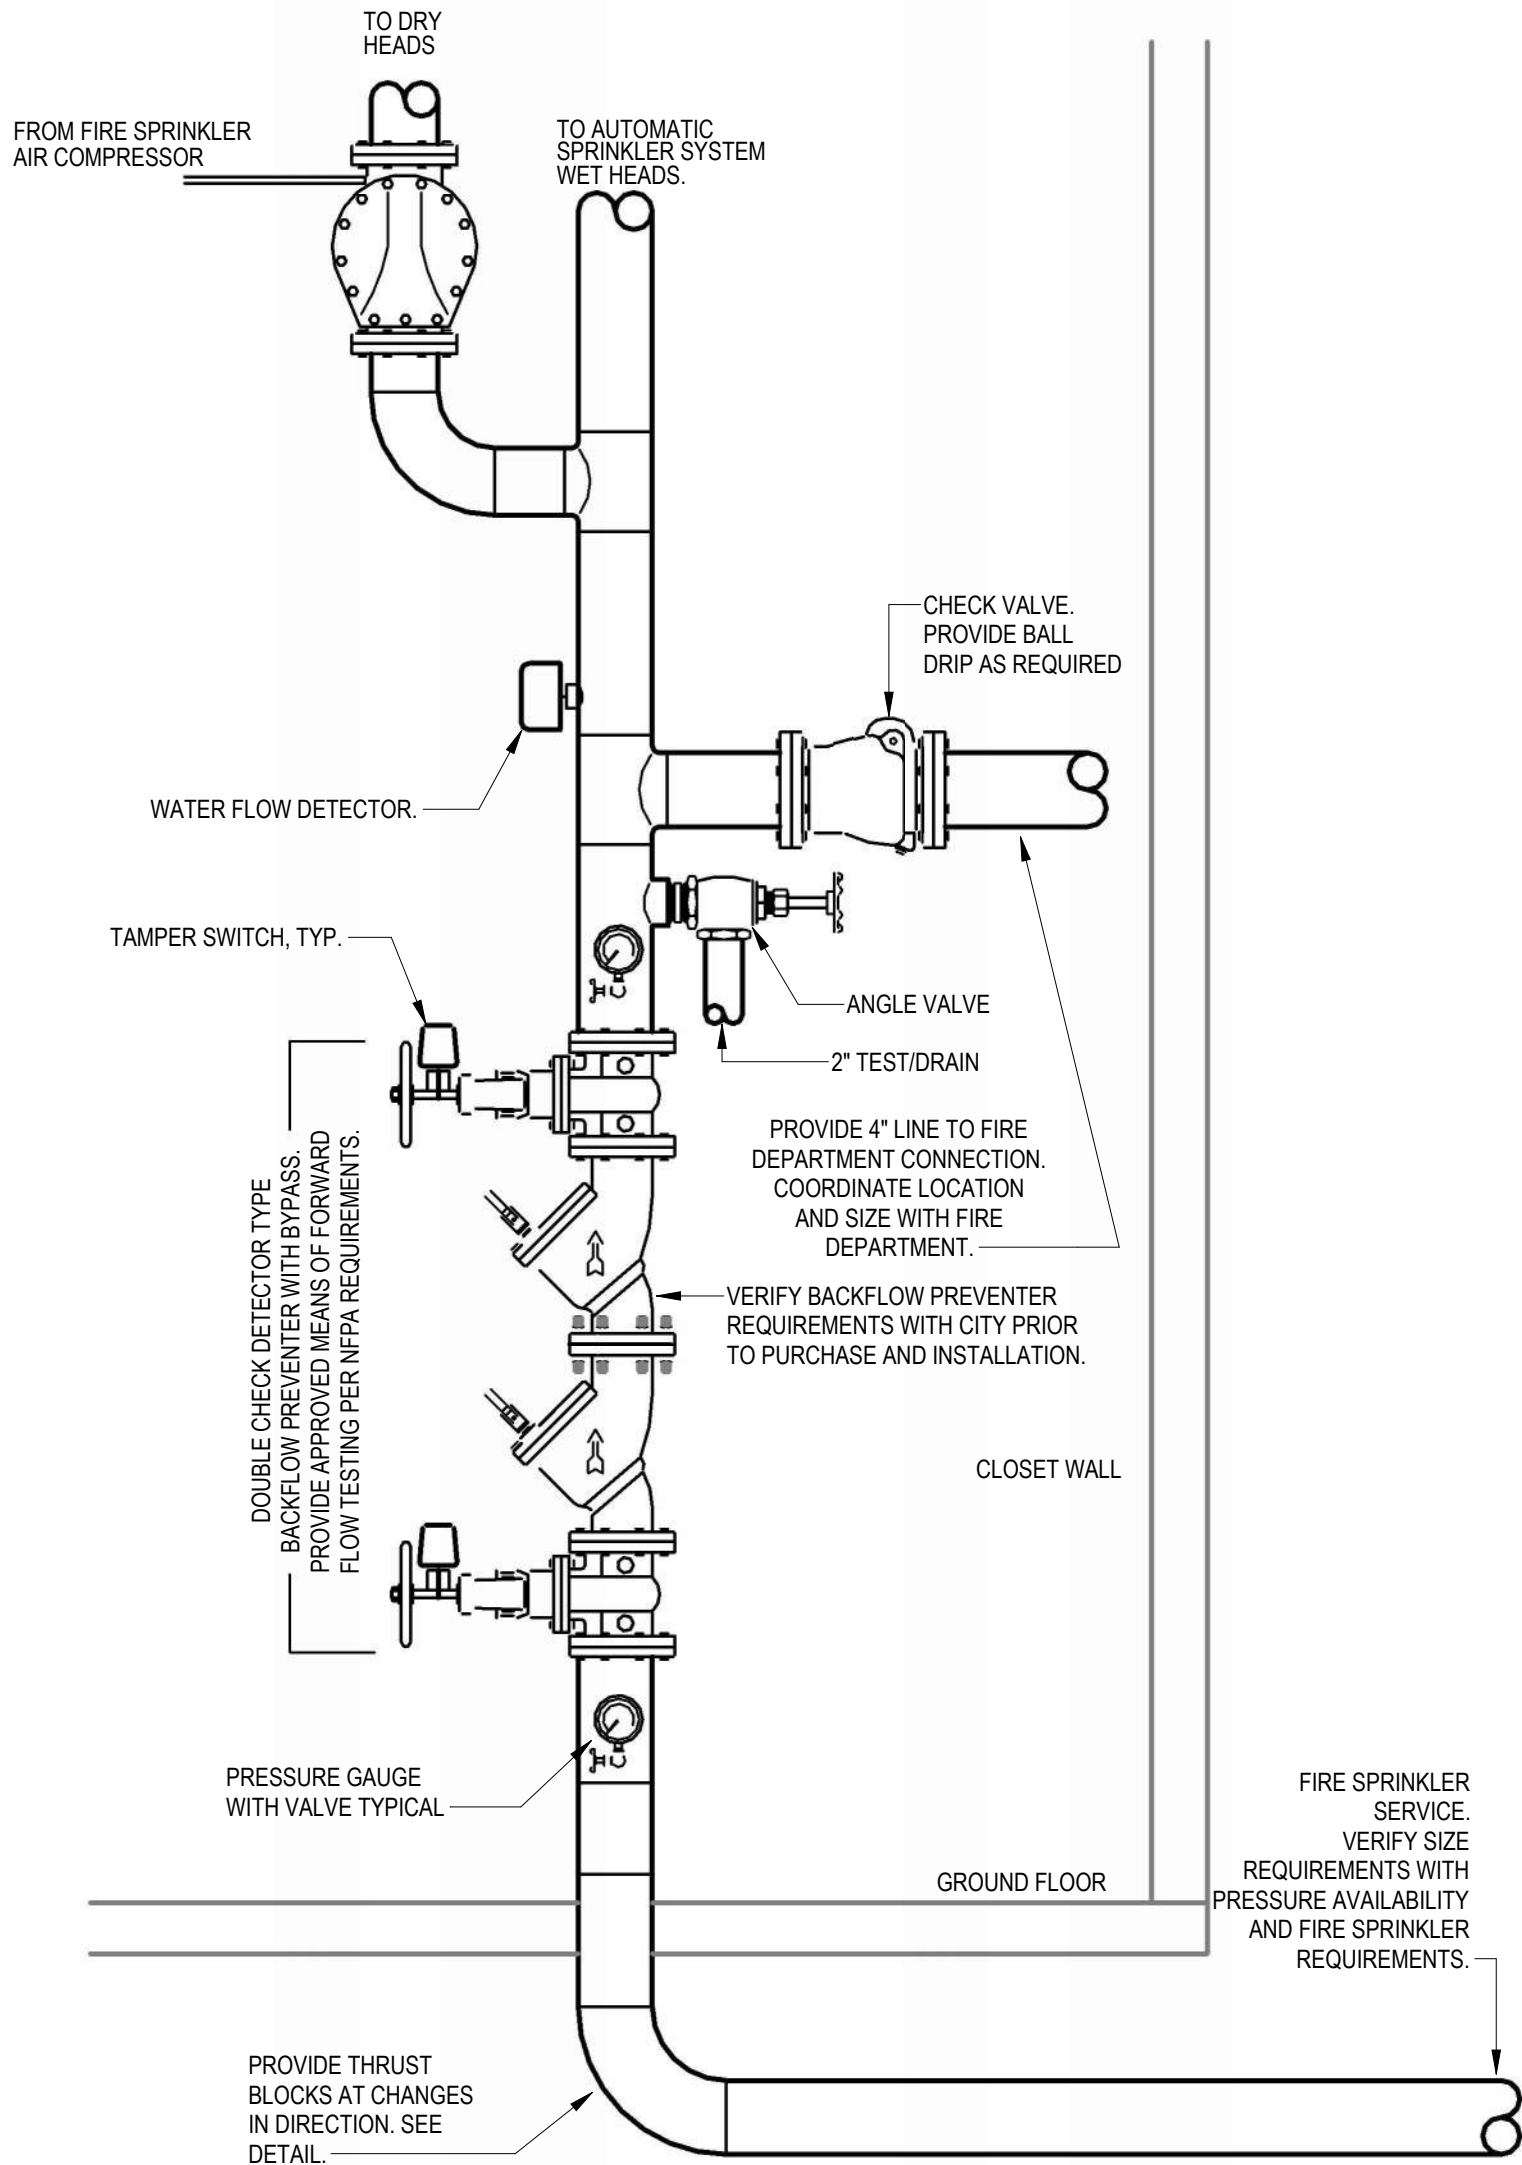 TO DRY
HEADS
FROM FIRE SPRINKLER
AIR COMPRESSOR
TO AUTOMATIC
SPRINKLER SYSTEM
WET HEADS.
CHECK VALVE.
PROVIDE BALL
DRIP AS REQUIRED
WATER FLOW DETECTOR.
TAMPER SWITCH, TYP.
ANGLE VALVE
2" TEST/DRAIN
PROVIDE 4" LINE TO FIRE
DEPARTMENT CONNECTION.
COORDINATE LOCATION
AND SIZE WITH FIRE
DEPARTMENT.
DOUBLE CHECK DETECTOR TYPE
BACKFLOW PREVENTER WITH BYPASS.
PROVIDE APPROVED MEANS OF FORWARD
FLOW TESTING PER NFPA REQUIREMENTS.
VERIFY BACKFLOW PREVENTER
REQUIREMENTS WITH CITY PRIOR
TO PURCHASE AND INSTALLATION.
CLOSET WALL
PRESSURE GAUGE
WITH VALVE TYPICAL
GROUND FLOOR
FIRE SPRINKLER
SERVICE.
VERIFY SIZE
REQUIREMENTS WITH
PRESSURE AVAILABILITY
AND FIRE SPRINKLER
REQUIREMENTS.
PROVIDE THRUST
BLOCKS AT CHANGES
IN DIRECTION. SEE
DETAIL.